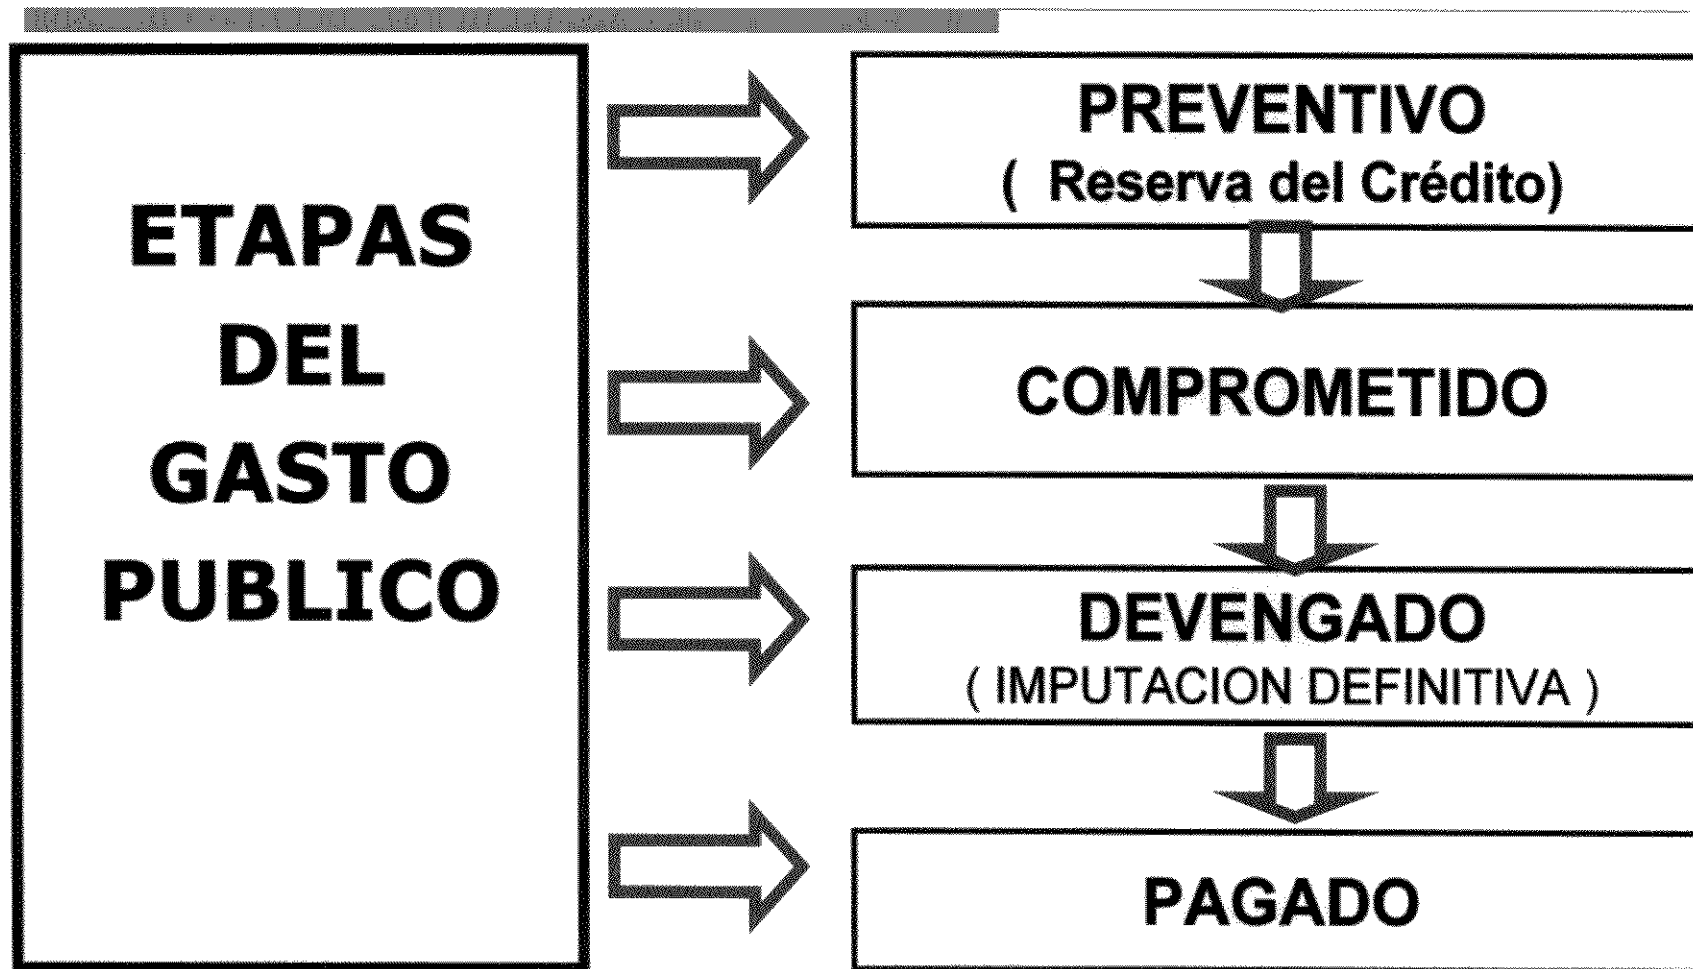 ETAPAS
DEL
GASTO
PUBLICO
PREVENTIVO
( Reserva del Crédito)
COMPROMETIDO
DEVENGADO
( IMPUTACION DEFINITIVA )
PAGADO